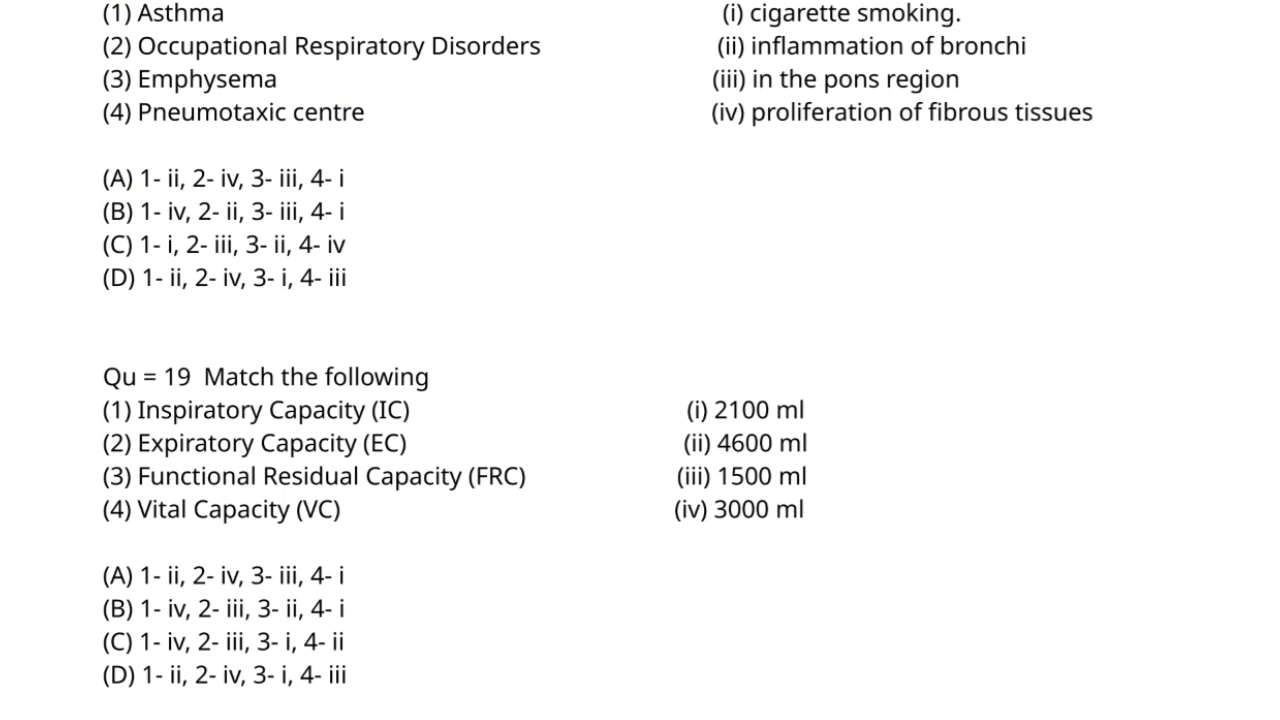 (1) Asthma (i) cigarette smoking.
(2) Occupational Respiratory Disorders (ii) inflammation of bronchi
(3) Emphysema (iii) in the pons region
(4) Pneumotaxic centre (iv) proliferation of fibrous tissues
(A) 1- ii, 2- iv, 3- iii, 4- i
(B) 1- iv, 2- ii, 3- iii, 4- i
(C) 1- i, 2- iii, 3- ii, 4- iv
(D) 1- ii, 2- iv, 3- i, 4- iii
Qu = 19 Match the following
(1) Inspiratory Capacity (IC) (i) 2100 ml
(2) Expiratory Capacity (EC) (ii) 4600 ml
(3) Functional Residual Capacity (FRC) (iii) 1500 ml
(4) Vital Capacity (VC) (iv) 3000 ml
(A) 1- ii, 2- iv, 3- iii, 4- i
(B) 1- iv, 2- iii, 3- ii, 4- i
(C) 1- iv, 2- iii, 3- i, 4- ii
(D) 1- ii, 2- iv, 3- i, 4- iii